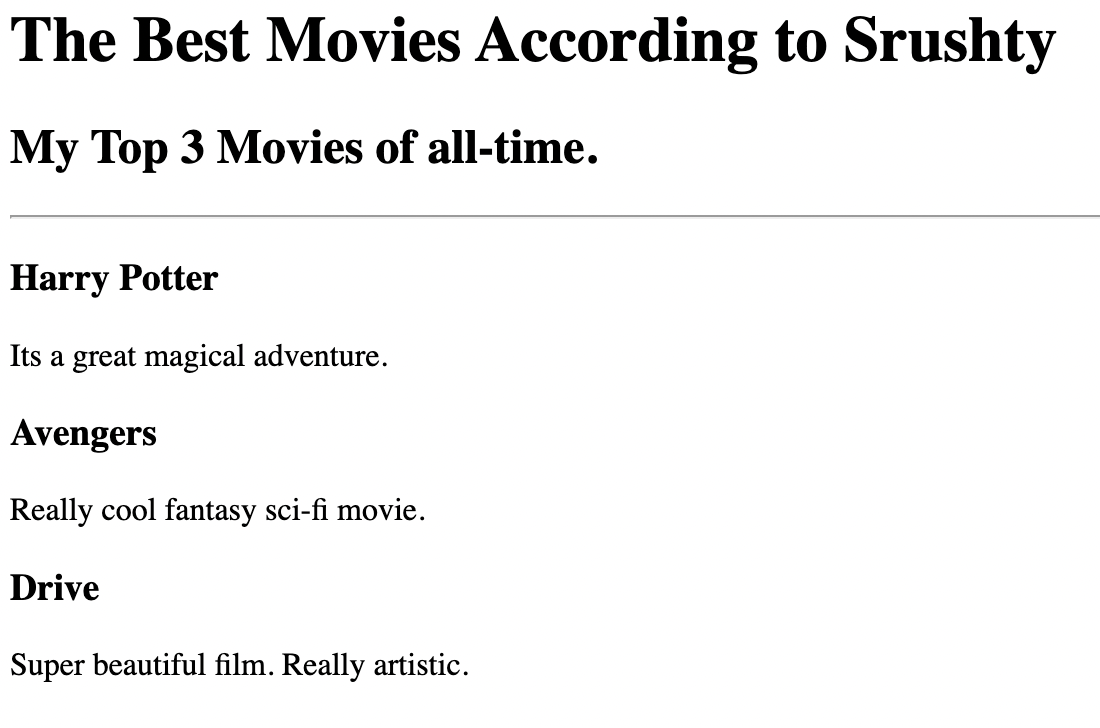 The Best Movies According to Srushty
My Top 3 Movies of all-time.
Harry Potter
Its a great magical adventure.
Avengers
Really cool fantasy sci-fi movie.
Drive
Super beautiful film. Really artistic.